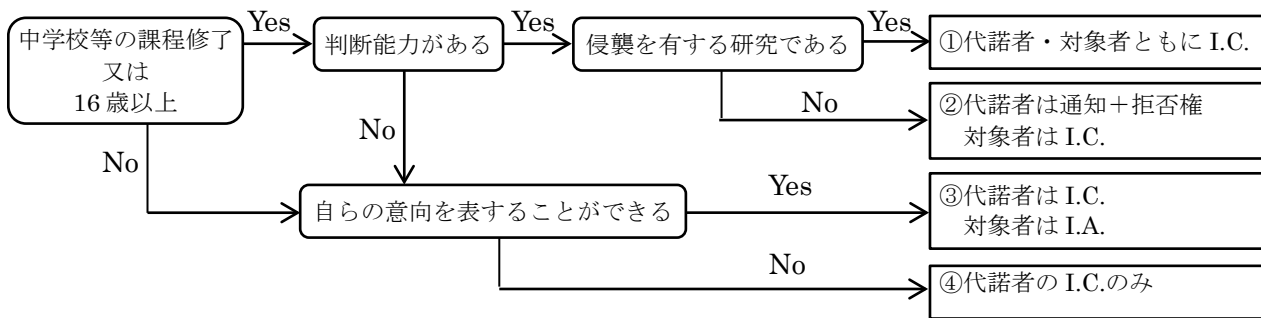 中学校等の課程修了
又は
16歳以上
Yes
判断能力がある
Yes
侵襲を有する研究である
Yes
①代諾者・対象者ともに I.C.
No
②代諾者は通知＋拒否権
対象者は I.C.
No
No
自らの意向を表することができる
Yes
③代諾者は I.C.
対象者は I.A.
No
④代諾者の I.C.のみ